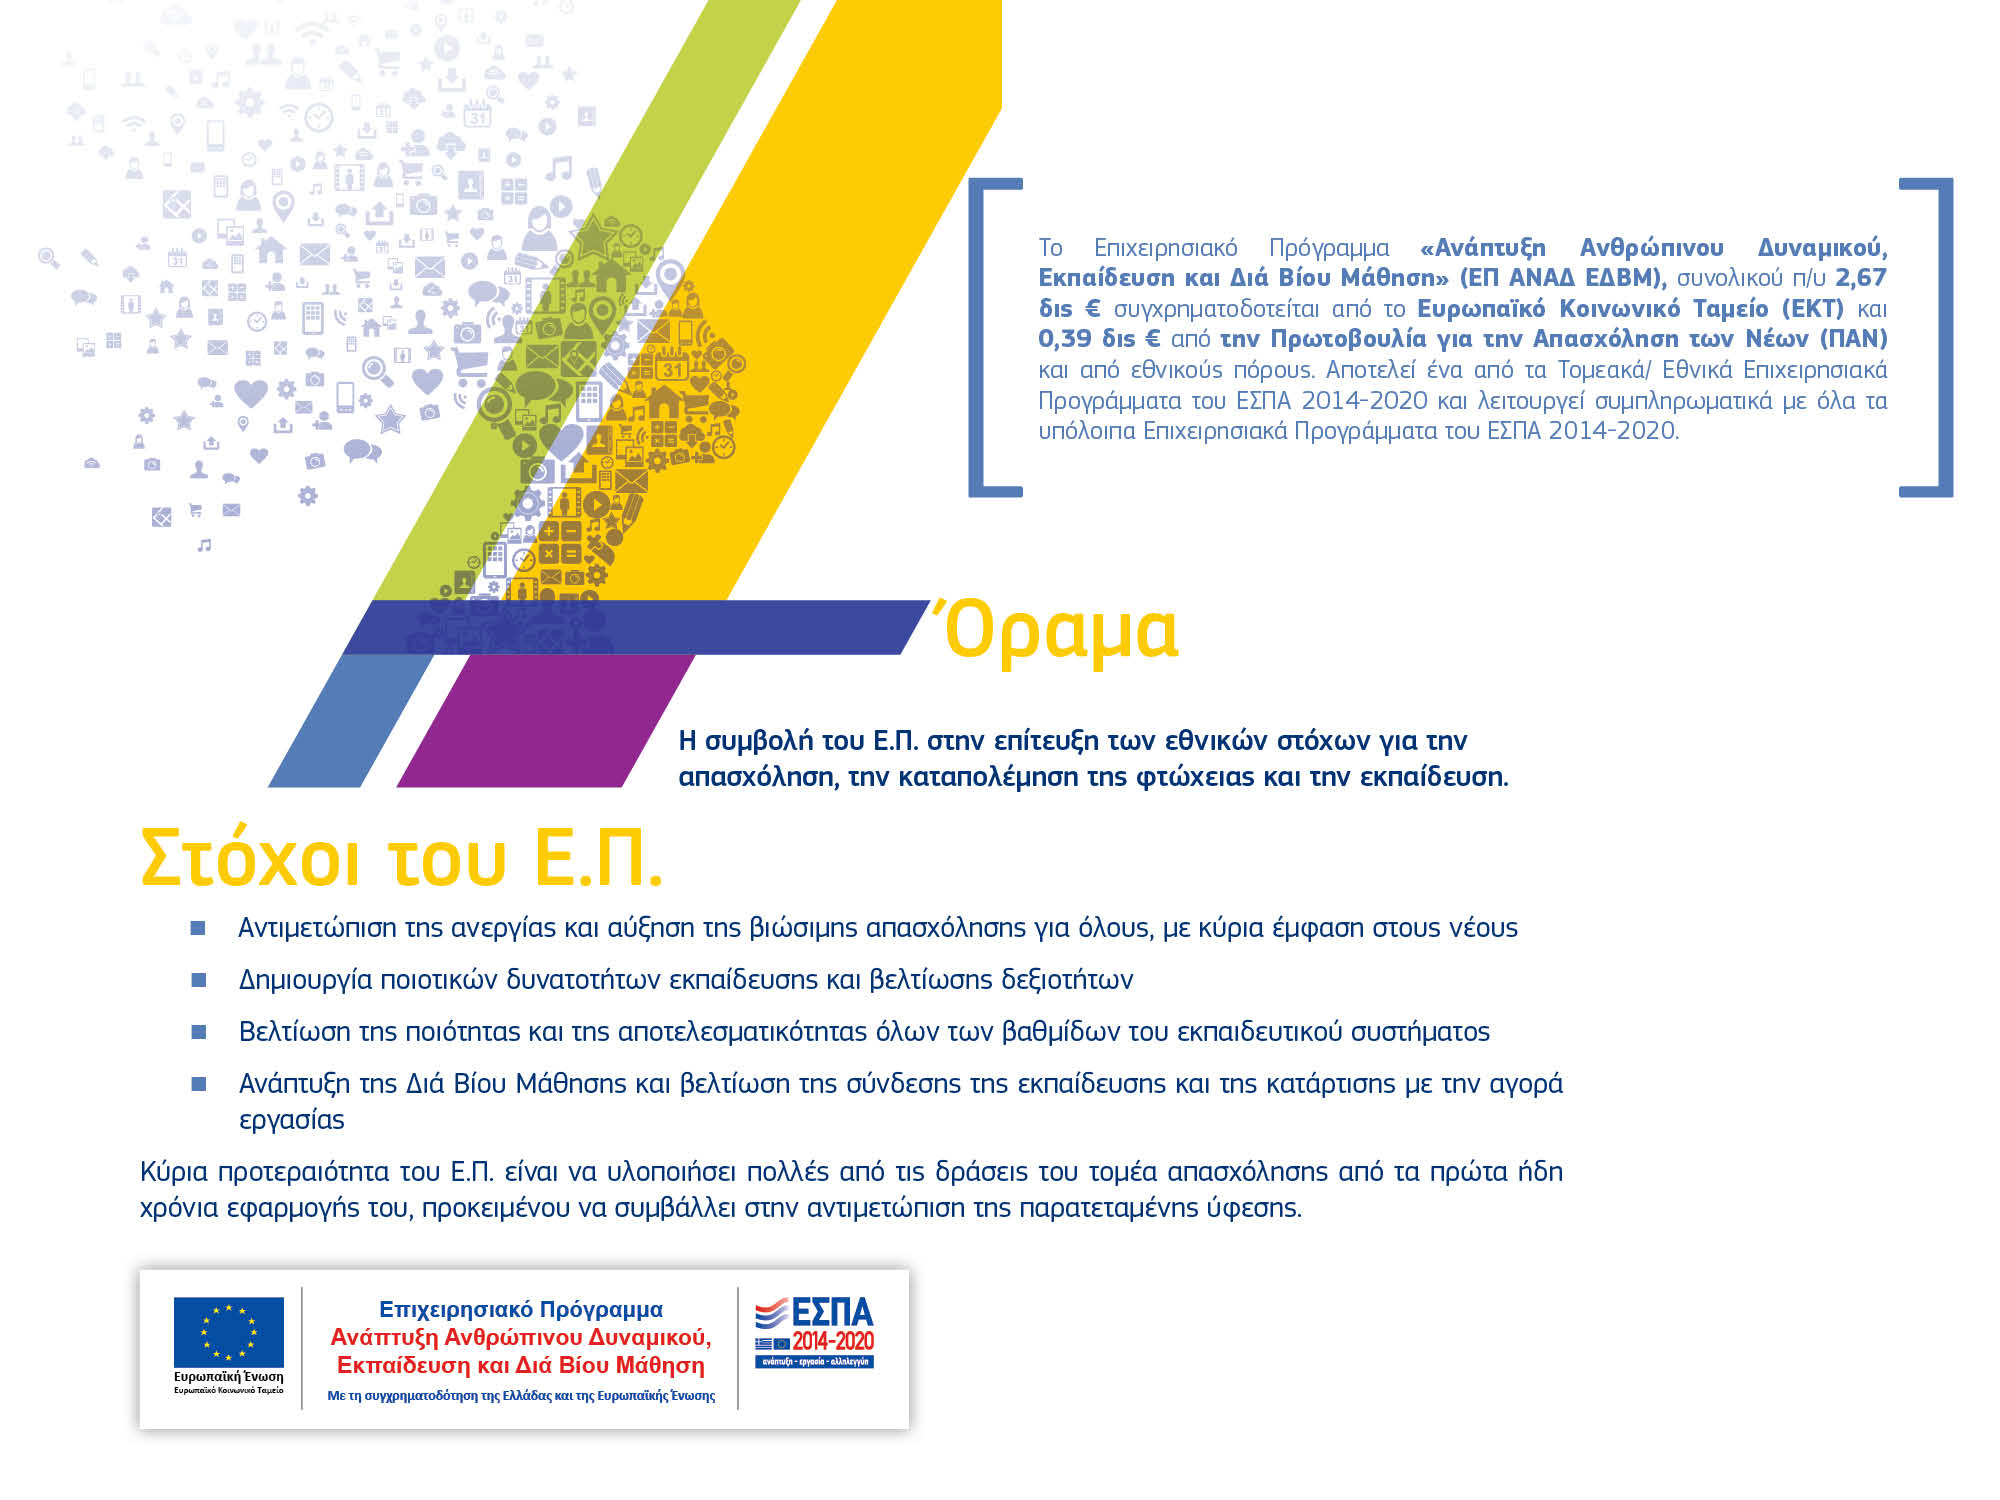 Το Επιχειρησιακό Πρόγραμμα «Ανάπτυξη Ανθρώπινου Δυναμικού,
Εκπαίδευση και Διά Βίου Μάθηση» (ΕΠ ΑΝΑΔ ΕΔΒΜ), συνολικού π/υ 2,67
δις € συγχρηματοδοτείται από το Ευρωπαϊκό Κοινωνικό Ταμείο (ΕΚΤ) και
0,39 δις € από την Πρωτοβουλία για την Απασχόληση των Νέων (ΠΑΝ)
και από εθνικούς πόρους. Αποτελεί ένα από τα Τομεακά/ Εθνικά Επιχειρησιακά
Προγράμματα του ΕΣΠΑ 2014-2020 και λειτουργεί συμπληρωματικά με όλα τα
υπόλοιπα Επιχειρησιακά Προγράμματα του ΕΣΠΑ 2014-2020.
31
31
31
Όραμα
Η συμβολή του Ε.Π. στην επίτευξη των εθνικών στόχων για την
απασχόληση, την καταπολέμηση της φτώχειας και την εκπαίδευση.
Στόχοι του Ε.Π.
Αντιμετώπιση της ανεργίας και αύξηση της βιώσιμης απασχόλησης για όλους, με κύρια έμφαση στους νέους
Δημιουργία ποιοτικών δυνατοτήτων εκπαίδευσης και βελτίωσης δεξιοτήτων
Βελτίωση της ποιότητας και της αποτελεσματικότητας όλων των βαθμίδων του εκπαιδευτικού συστήματος
Ανάπτυξη της Διά Βίου Μάθησης και βελτίωση της σύνδεσης της εκπαίδευσης και της κατάρτισης με την αγορά
εργασίας
Κύρια προτεραιότητα του Ε.Π. είναι να υλοποιήσει πολλές από τις δράσεις του τομέα απασχόλησης από τα πρώτα ήδη
χρόνια εφαρμογής του, προκειμένου να συμβάλλει στην αντιμετώπιση της παρατεταμένης ύφεσης.
Ευρωπαϊκή Ένωση
Ευρωπαϊκό Κοινωνικό Ταμείο
Επιχειρησιακό Πρόγραμμα
Ανάπτυξη Ανθρώπινου Δυναμικού,
Εκπαίδευση και Διά Βίου Μάθηση
Με τη συγχρηματοδότηση της Ελλάδας και της Ευρωπαϊκής Ένωσης
ΕΣΠΑ
2014-2020
ανάπτυξη - εργασία - αλληλεγγύη